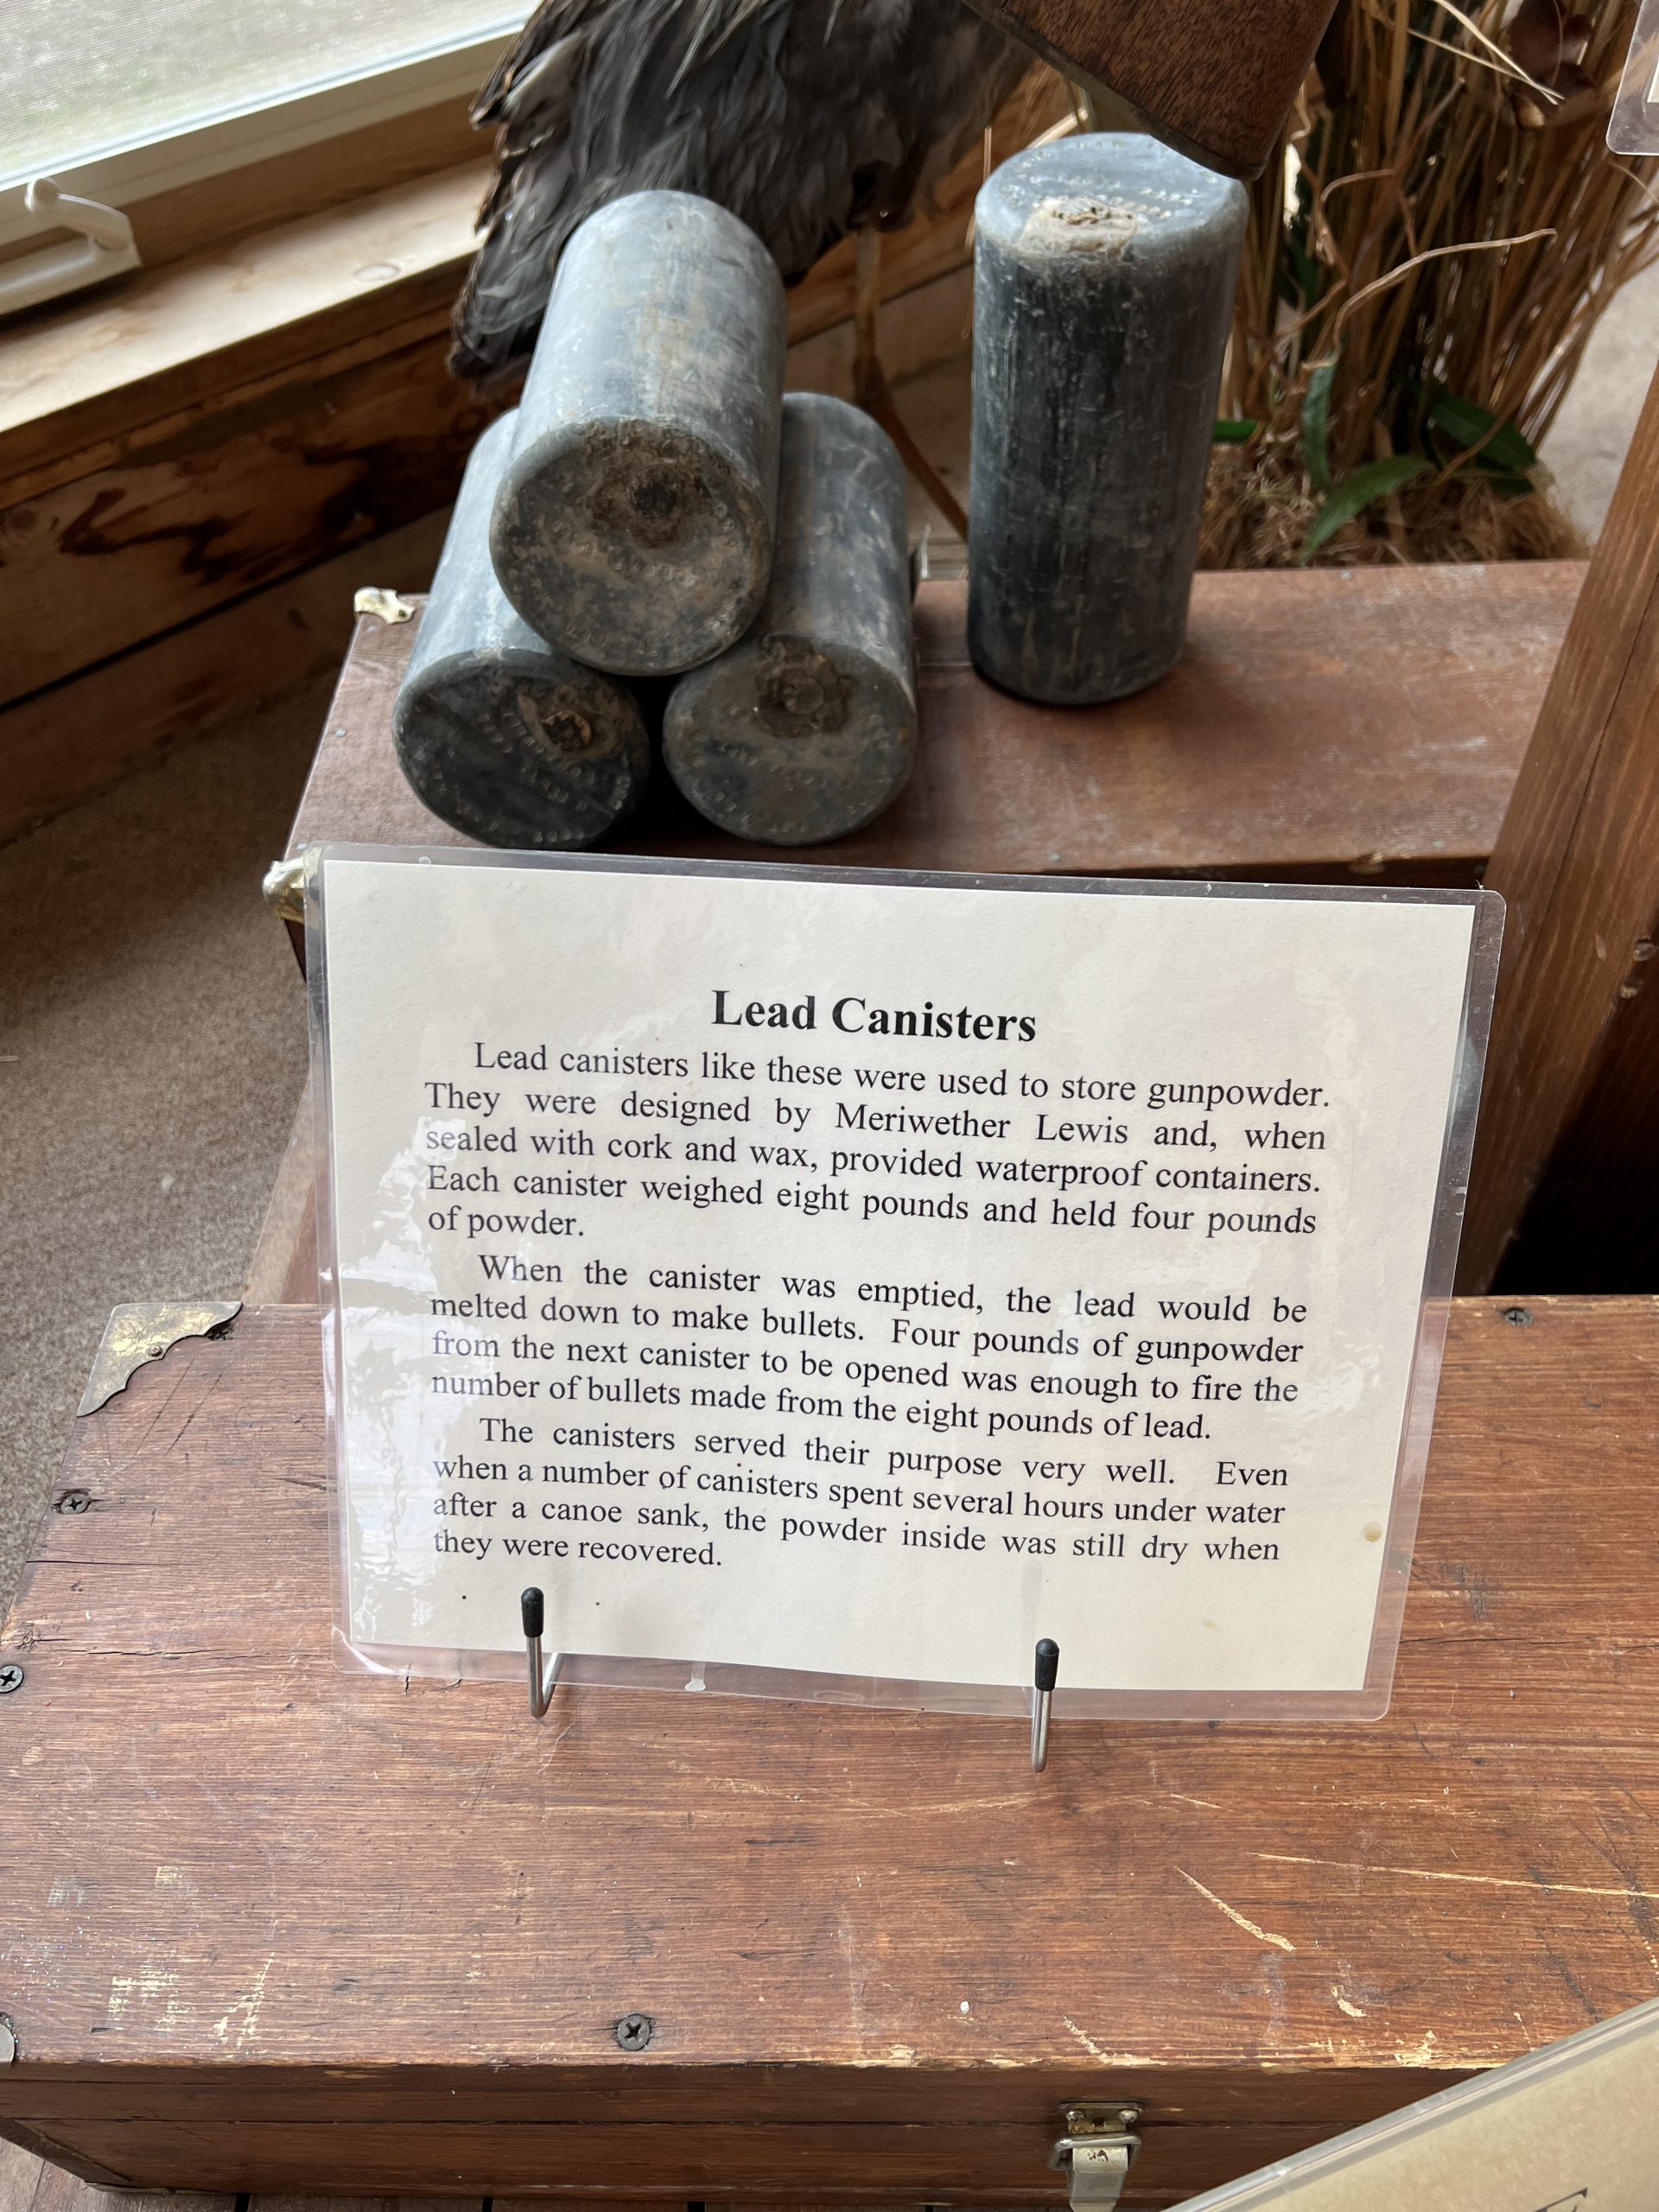 Lead Canisters
Lead canisters like these were used to store gunpowder.
They were designed by Meriwether Lewis and, when
sealed with cork and wax, provided waterproof containers.
Each canister weighed eight pounds and held four pounds
of powder.
When the canister was emptied, the lead would be
melted down to make bullets. Four pounds of gunpowder
from the next canister to be opened was enough to fire the
number of bullets made from the eight pounds of lead.
The canisters served their purpose very well. Even
when a number of canisters spent several hours under water
after a canoe sank, the powder inside was still dry when
they were recovered.